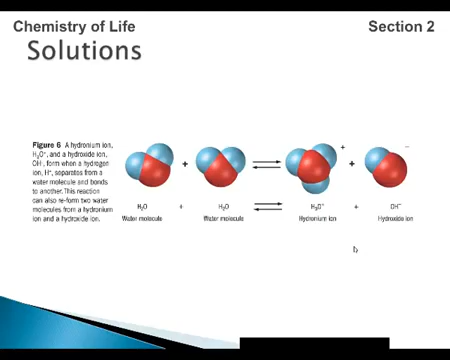 Chemistry of Life
Section 2
Solutions
Figure 6 A hydronium ion,
H₃O⁺, and a hydroxide ion,
OH⁻, form when a hydrogen
ion, H⁺, separates from a
water molecule and bonds
to another. This reaction
can also re-form two water
molecules from a hydronium
ion and a hydroxide ion.
+ ⇌ + + −
H₂O + H₂O ⇌ H₃O⁺ + OH⁻
Water molecule Water molecule Hydronium ion Hydroxide ion